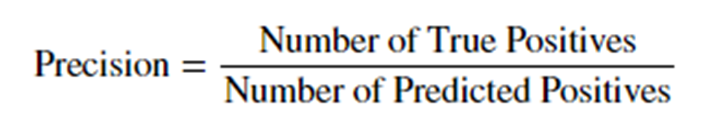 Precision = Number of True Positives
Number of Predicted Positives